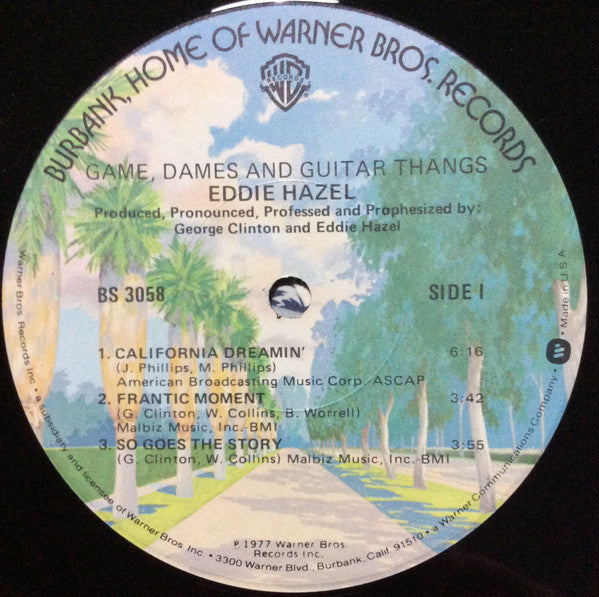 BURBANK, HOME OF WARNER BROS. RECORDS
WB
RECORDS
GAME, DAMES AND GUITAR THANGS
EDDIE HAZEL
Produced, Pronounced, Professed and Prophesized by:
George Clinton and Eddie Hazel
BS 3058
SIDE I
1. CALIFORNIA DREAMIN' 6:16
(J. Phillips, M. Phillips)
American Broadcasting Music Corp. ASCAP
2. FRANTIC MOMENT 3:42
(G. Clinton, W. Collins, B. Worrell)
Malbiz Music, Inc. BMI
3. SO GOES THE STORY 3:55
(G. Clinton, W. Collins) Malbiz Music, Inc. BMI
℗ 1977 Warner Bros.
Records Inc.
Warner Bros. Records Inc. • a subsidiary and licensee of Warner Bros. Inc. • 3300 Warner Blvd., Burbank, Calif. 91510 • a Warner Communications Company. • Made in U.S.A.